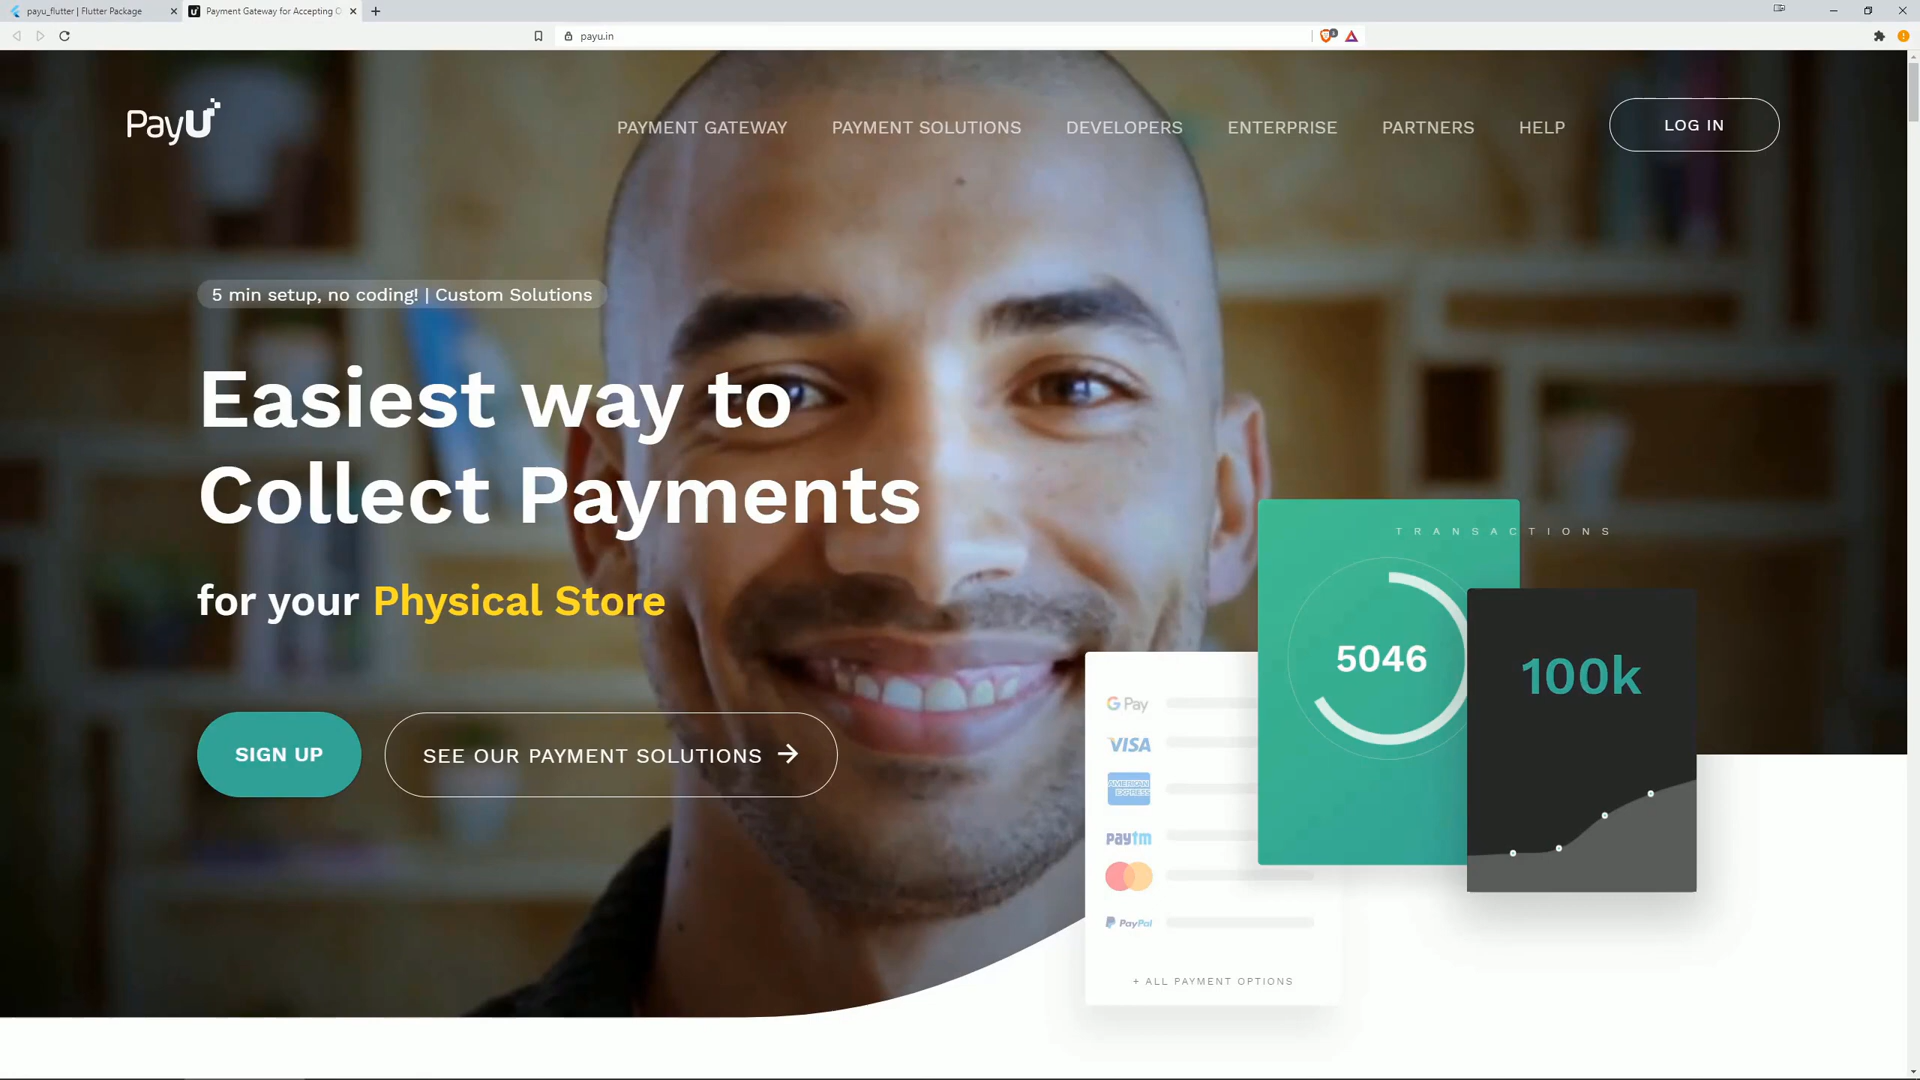 payu_flutter | Flutter Package
Payment Gateway for Accepting
payu.in
PayU
PAYMENT GATEWAY
PAYMENT SOLUTIONS
DEVELOPERS
ENTERPRISE
PARTNERS
HELP
LOG IN
5 min setup, no coding! | Custom Solutions
Easiest way to
Collect Payments
for your Physical Store
SIGN UP
SEE OUR PAYMENT SOLUTIONS
TRANSACTIONS
5046
100k
G Pay
VISA
AMERICAN
EXPRESS
paytm
PayPal
+ ALL PAYMENT OPTIONS